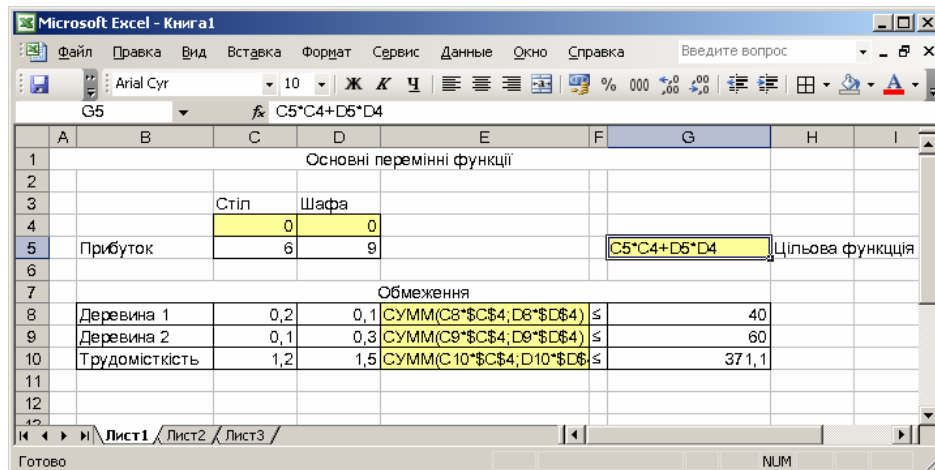 Microsoft Excel - Книга1
Файл Правка Вид Вставка Формат Сервис Данные Окно Справка Введите вопрос
Arial Cyr 10 Ж К Ч % 000
G5 fx C5*C4+D5*D4
A B C D E F G H I
1 Основні перемінні функції
2
3 Стіл Шафа
4 0 0
5 Прибуток 6 9 C5*C4+D5*D4 Цільова функцція
6
7 Обмеження
8 Деревина 1 0,2 0,1 СУММ(C8*$C$4;D8*$D$4) ≤ 40
9 Деревина 2 0,1 0,3 СУММ(C9*$C$4;D9*$D$4) ≤ 60
10 Трудомісткість 1,2 1,5 СУММ(C10*$C$4;D10*$D$ ≤ 371,1
11
12
Лист1 Лист2 Лист3
Готово NUM